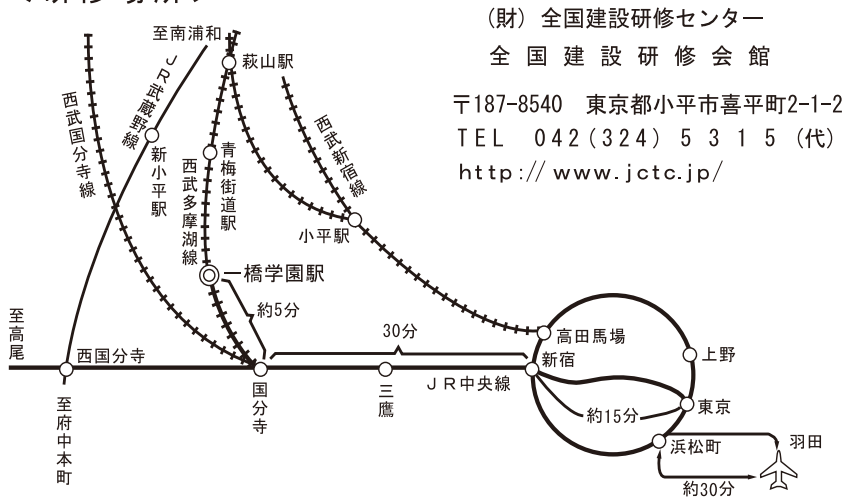 (財)全国建設研修センター
全国建設研修会館
〒187-8540 東京都小平市喜平町2-1-2
TEL 042(324)5315(代)
http://www.jctc.jp/
至南浦和
萩山駅
JR武蔵野線
西武国分寺線
新小平駅
青梅街道駅
西武多摩湖線
西武新宿線
小平駅
一橋学園駅
約5分
至高尾
西国分寺
30分
高田馬場
新宿
上野
国分寺
三鷹
JR中央線
約15分
東京
至府中本町
浜松町
羽田
約30分